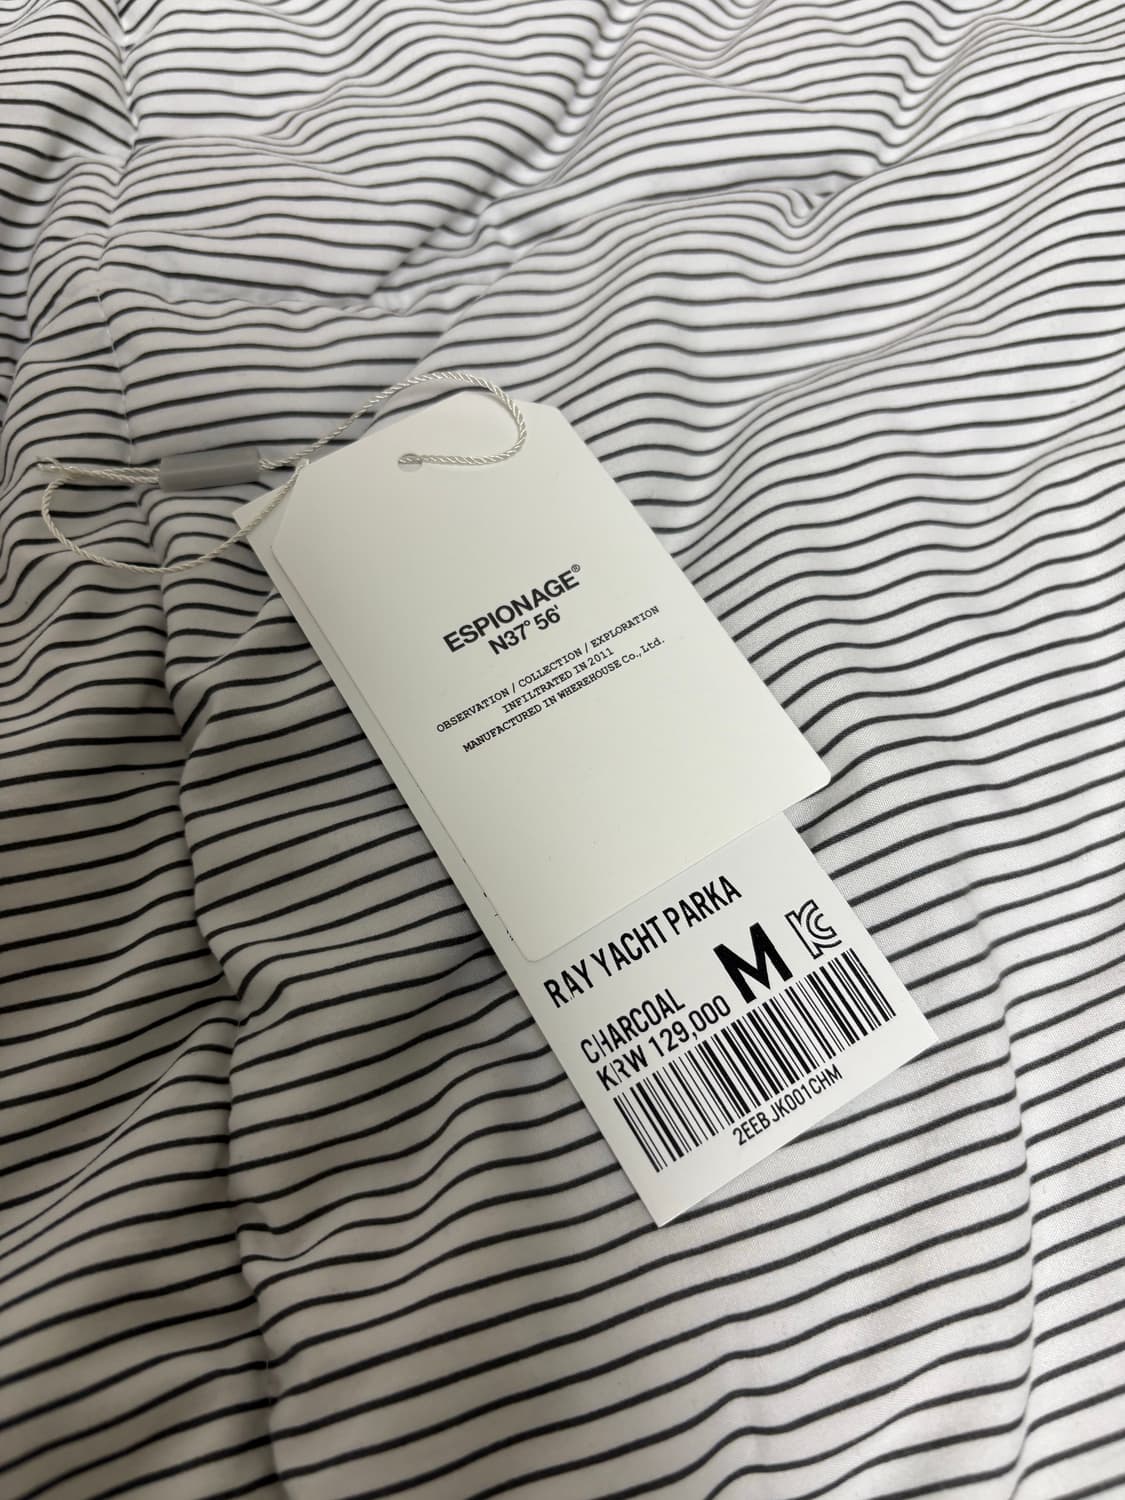 ESPIONAGE®
N37° 56'
OBSERVATION / COLLECTION / EXPLORATION
INFILTRATED IN 2011
MANUFACTURED IN WHEREHOUSE Co., Ltd.
RAY YACHT PARKA
CHARCOAL
KRW 129,000
M
2EEBJK001CHM